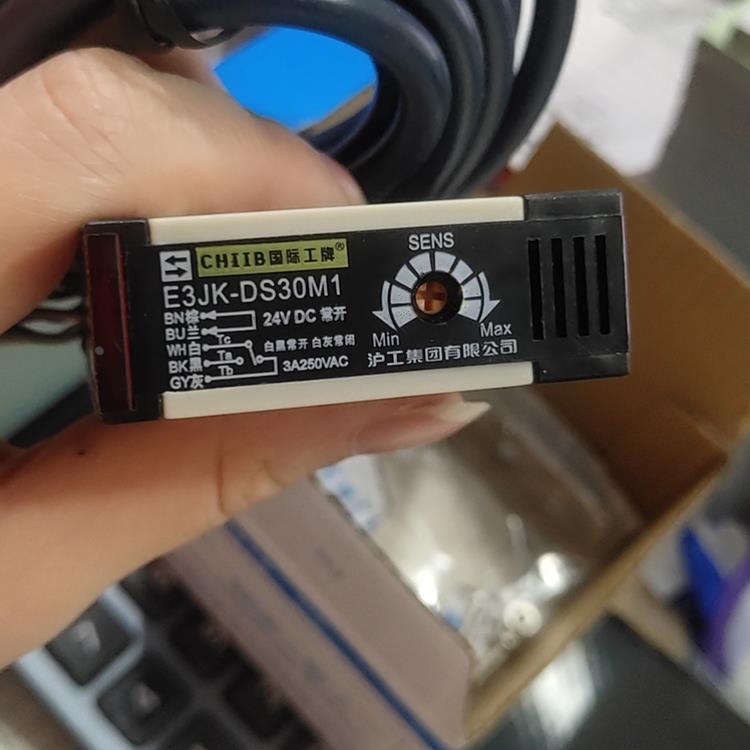 CHIIB国际工牌®
E3JK-DS30M1
BN棕
BU兰
24V DC 常开
WH白
Tc
白黑常开 白灰常闭
BK黑
Ta
3A250VAC
GY灰
Tb
SENS
Min
Max
沪工集团有限公司